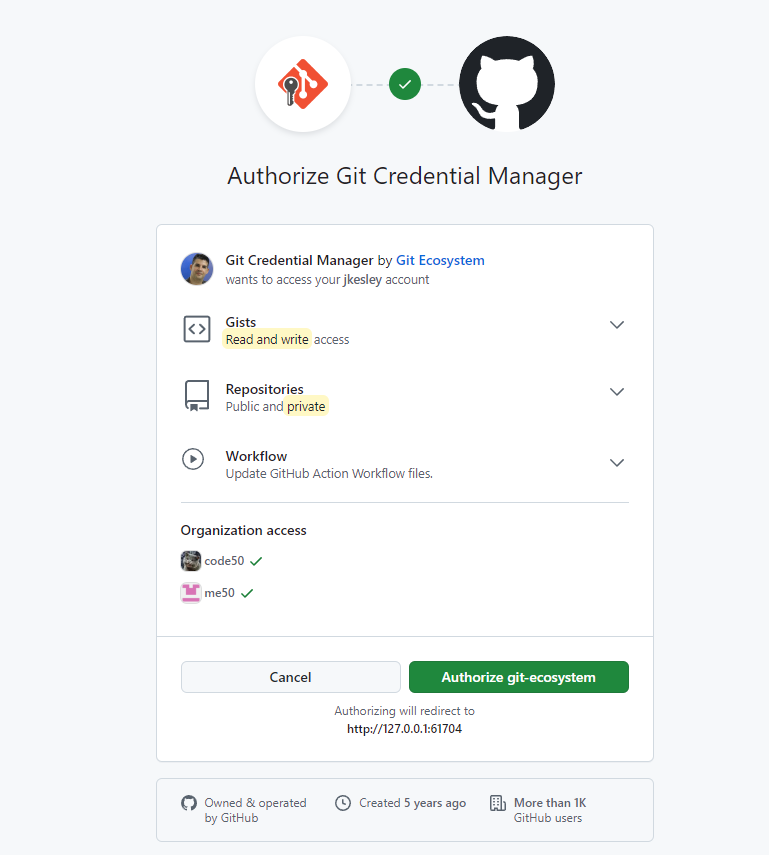 Authorize Git Credential Manager
Git Credential Manager by Git Ecosystem
wants to access your jkesley account
Gists
Read and write access
Repositories
Public and private
Workflow
Update GitHub Action Workflow files.
Organization access
code50
me50
Cancel
Authorize git-ecosystem
Authorizing will redirect to
http://127.0.0.1:61704
Owned & operated
by GitHub
Created 5 years ago
More than 1K
GitHub users